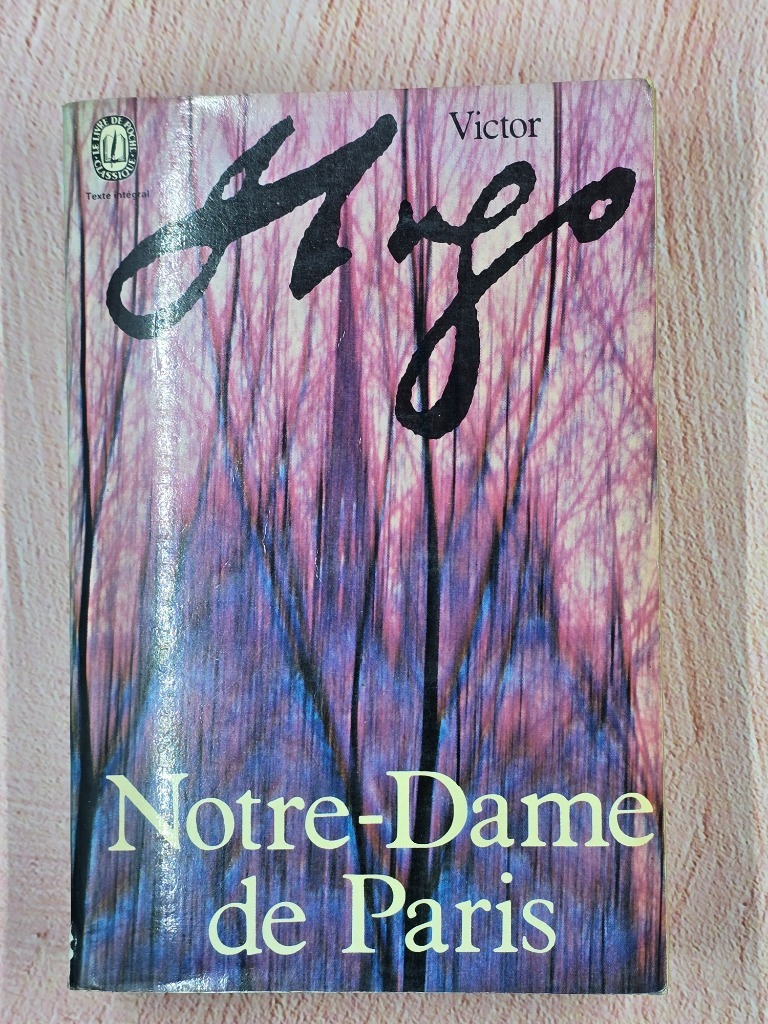 LE LIVRE DE POCHE
CLASSIQUE
Texte intégral
Victor
Hugo
Notre-Dame
de Paris